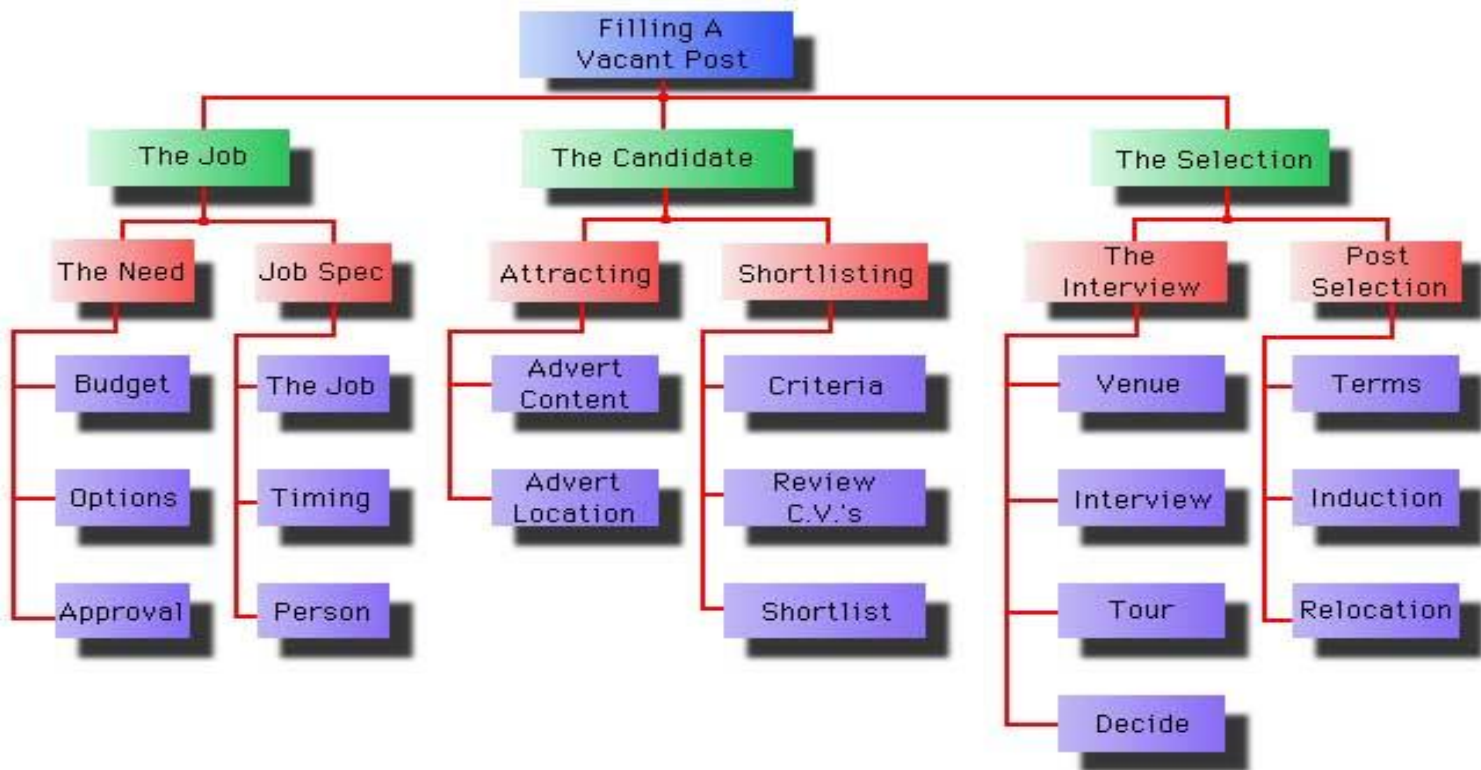 Filling A
Vacant Post
The Job
The Candidate
The Selection
The Need
Job Spec
Attracting
Shortlisting
The
Interview
Post
Selection
Budget
The Job
Advert
Content
Criteria
Venue
Terms
Options
Timing
Advert
Location
Review
C.V.'s
Interview
Induction
Approval
Person
Shortlist
Tour
Relocation
Decide